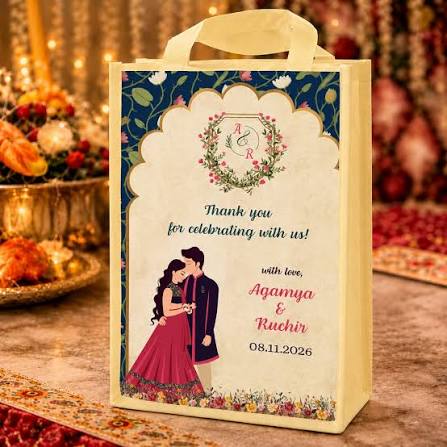 A
&
R
Thank you
for celebrating with us!
with love,
Agamya
&
Ruchir
08.11.2026